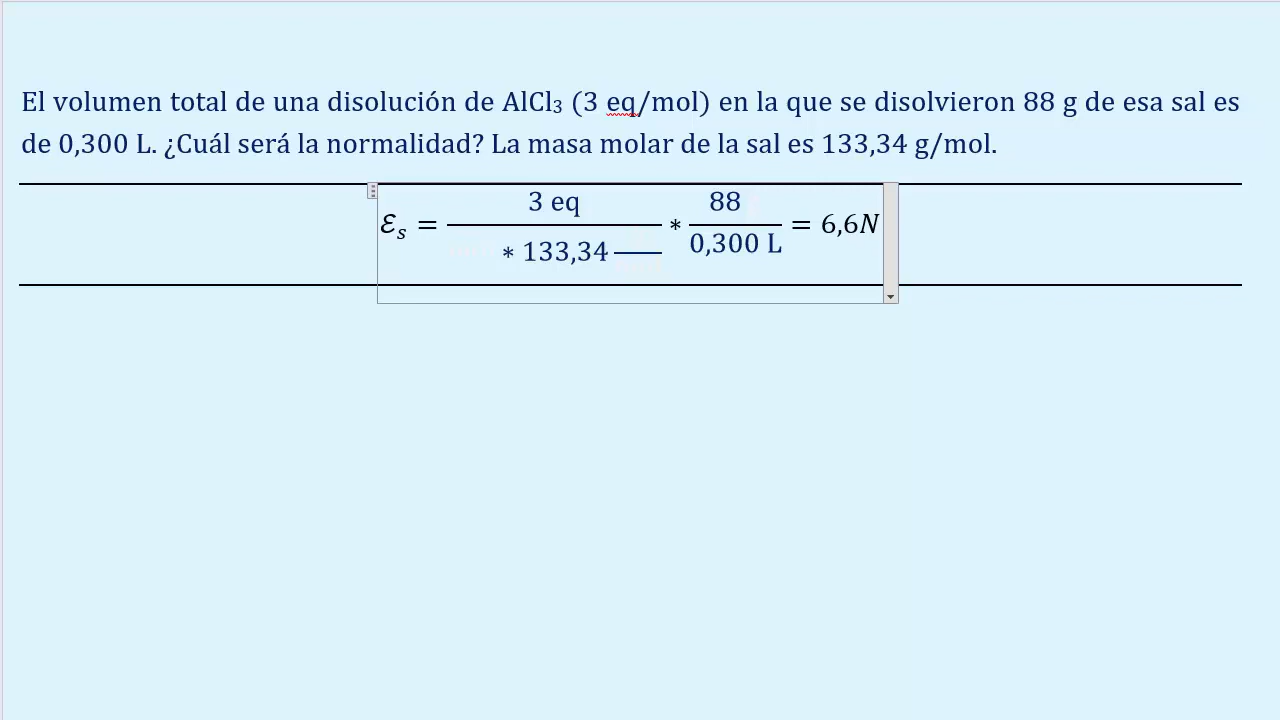 El volumen total de una disolución de AlCl₃ (3 eq/mol) en la que se disolvieron 88 g de esa sal es
de 0,300 L. ¿Cuál será la normalidad? La masa molar de la sal es 133,34 g/mol.
ℰₛ = 3 eq / * 133,34 — * 88 / 0,300 L = 6,6N